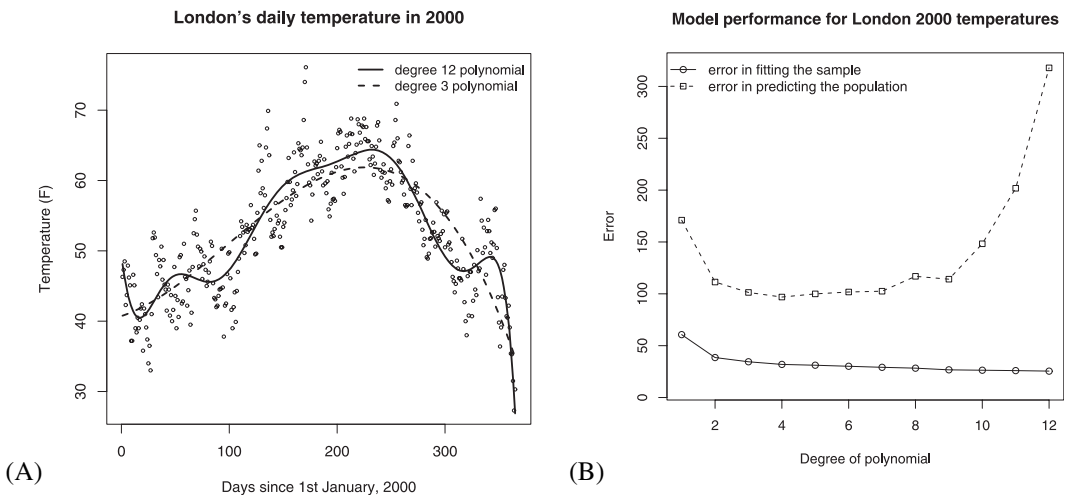 London's daily temperature in 2000
degree 12 polynomial
degree 3 polynomial
Temperature (F)
70
60
50
40
30
0
100
200
300
Days since 1st January, 2000
(A)
Model performance for London 2000 temperatures
error in fitting the sample
error in predicting the population
Error
300
250
200
150
100
50
0
2
4
6
8
10
12
Degree of polynomial
(B)